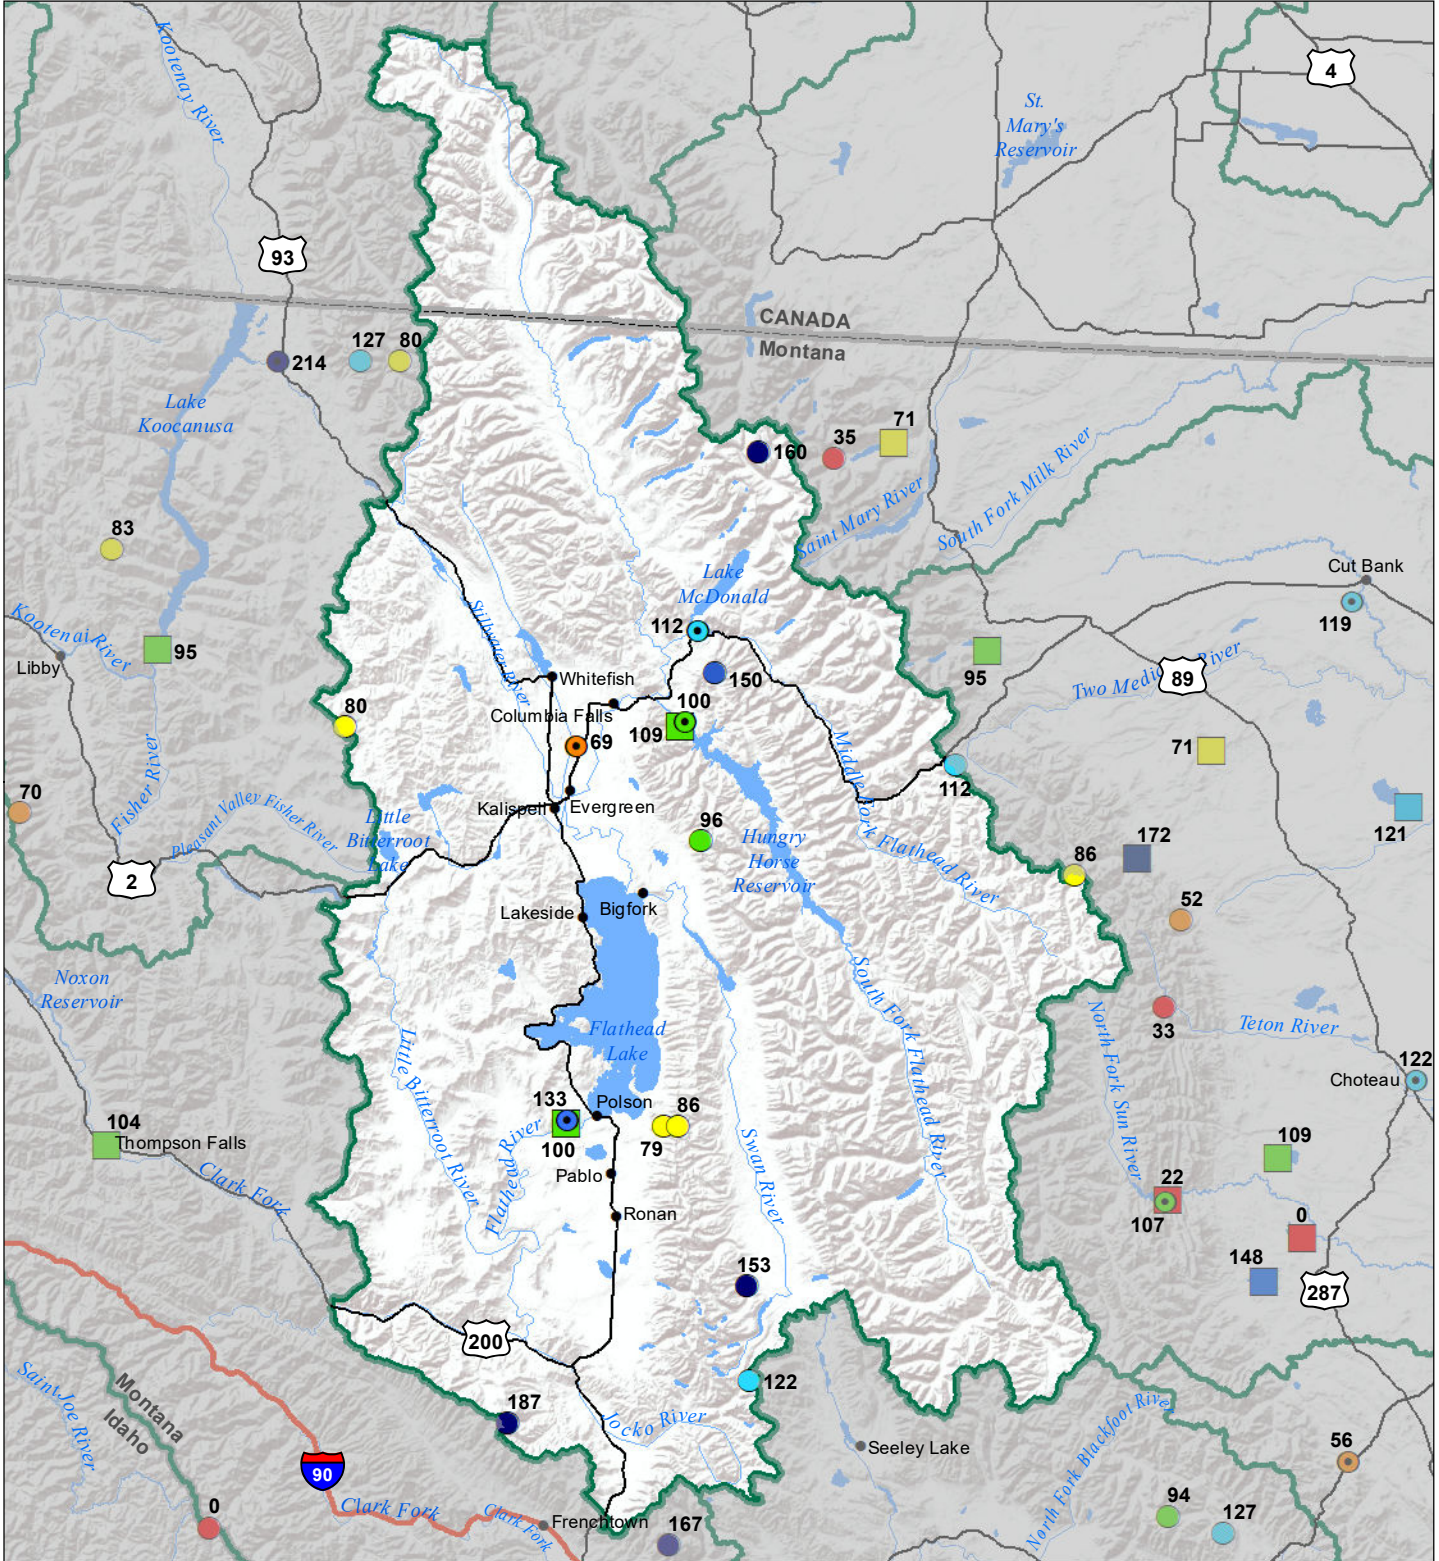 Kootenay River
4
St.
Mary's
Reservoir
93
CANADA
Montana
214
127
80
Lake
Koocanusa
160
35
71
Saint Mary River
South Fork Milk River
83
Cut Bank
119
Lake
McDonald
Kootenai River
Libby
95
Stillwater River
112
150
95
Two Medicine River
89
Whitefish
Columbia Falls
100
109
80
69
71
Middle Fork Flathead River
112
70
Fisher River
Pleasant Valley Fisher River
Little
Bitterroot
Lake
Kalispell
Evergreen
96
Hungry
Horse
Reservoir
121
172
86
2
52
Lakeside
Bigfork
Noxon
Reservoir
Flathead
Lake
South Fork Flathead River
North Fork Sun River
33
Teton River
Little Bitterroot River
122
Choteau
133
100
Polson
86
79
104
Thompson Falls
Clark Fork
Flathead River
Pablo
Swan River
109
22
107
Ronan
0
153
148
287
200
122
Montana
Idaho
Saint Joe River
187
Jocko River
Seeley Lake
North Fork Blackfoot River
56
90
Clark Fork
Clark Fork
0
Frenchtown
167
94
127